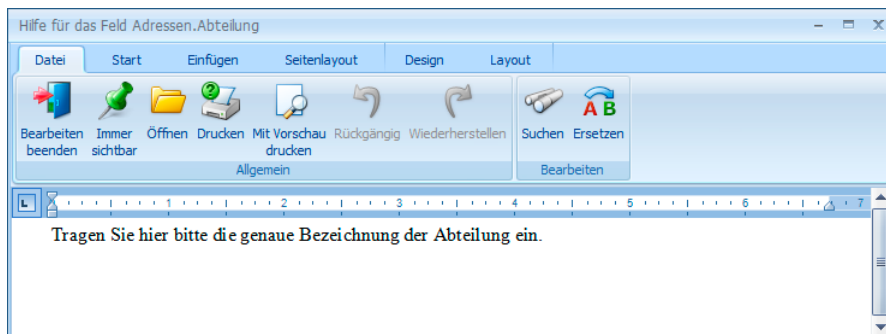 Hilfe für das Feld Adressen.Abteilung
Datei Start Einfügen Seitenlayout Design Layout
Bearbeiten beenden Immer sichtbar Öffnen Drucken Mit Vorschau drucken Rückgängig Wiederherstellen Suchen Ersetzen
Allgemein Bearbeiten
L 1 2 3 4 5 6 7
Tragen Sie hier bitte die genaue Bezeichnung der Abteilung ein.